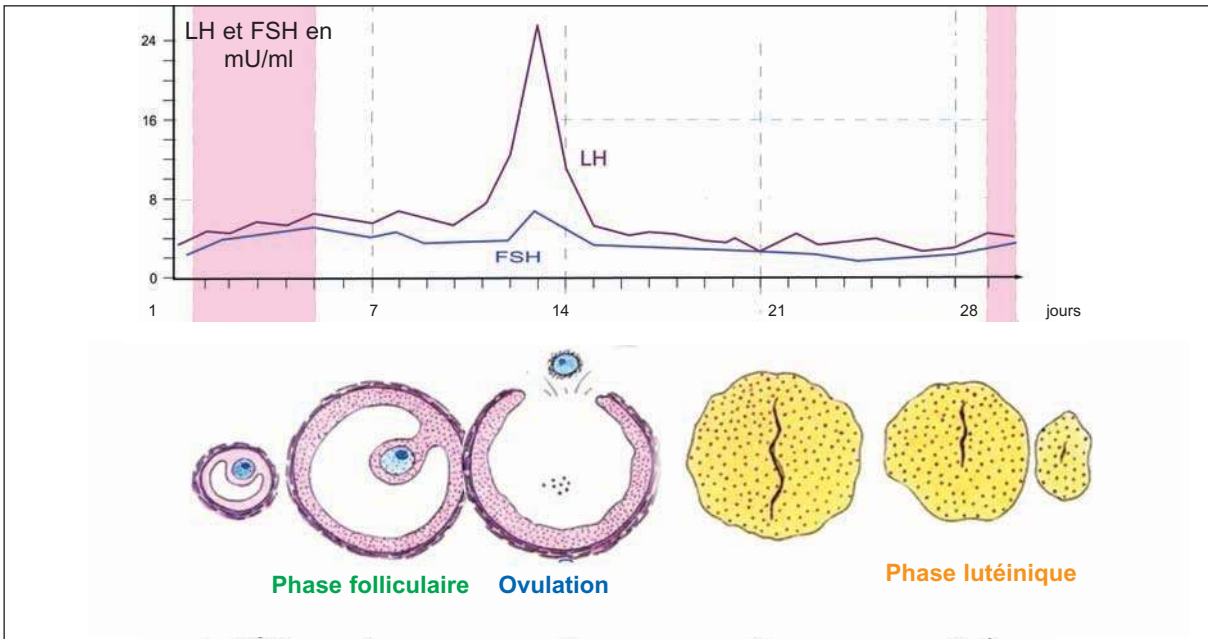 LH et FSH en
mU/ml
24
16
8
0
LH
FSH
1 7 14 21 28 jours
Phase folliculaire Ovulation Phase lutéinique